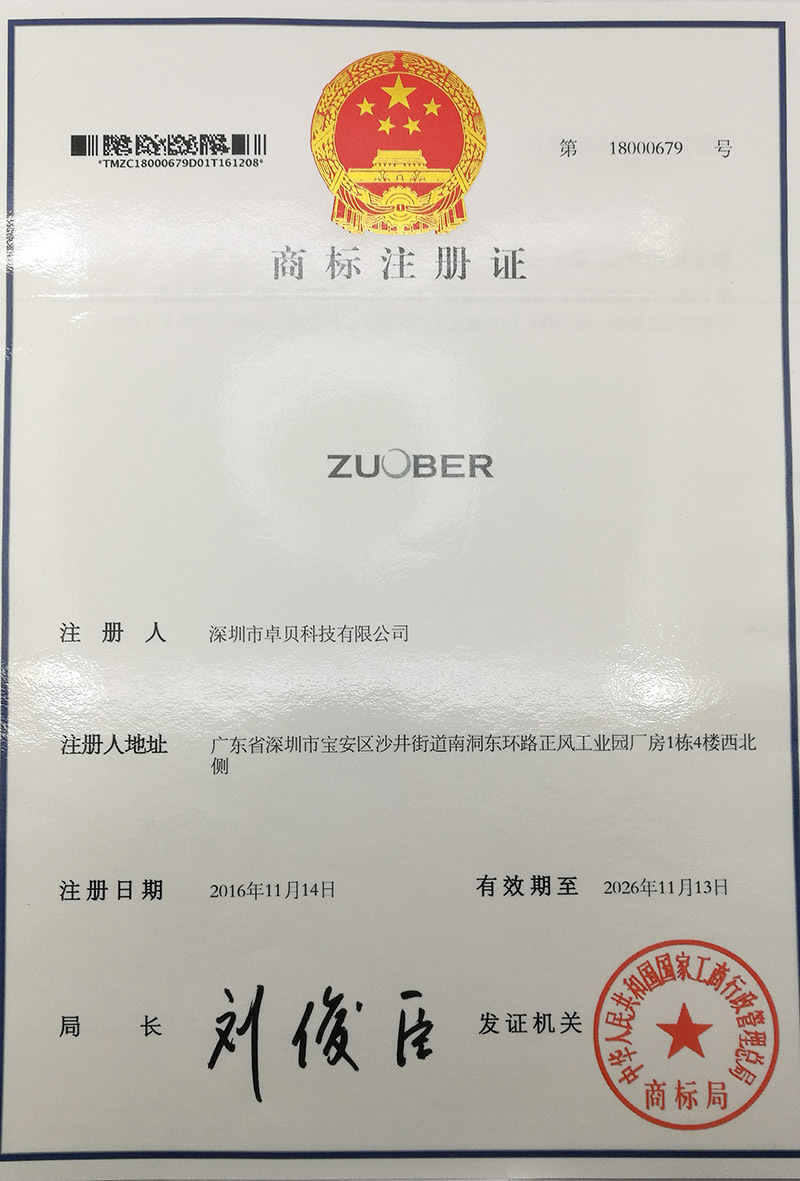 *TMZC18000679D01T161208*
第 18000679 号
商标注册证
ZUOBER
注册人 深圳市卓贝科技有限公司
注册人地址 广东省深圳市宝安区沙井街道南洞东环路正风工业园厂房1栋4楼西北
侧
注册日期 2016年11月14日 有效期至 2026年11月13日
局长 刘俊臣 发证机关
中华人民共和国国家工商行政管理总局
商标局